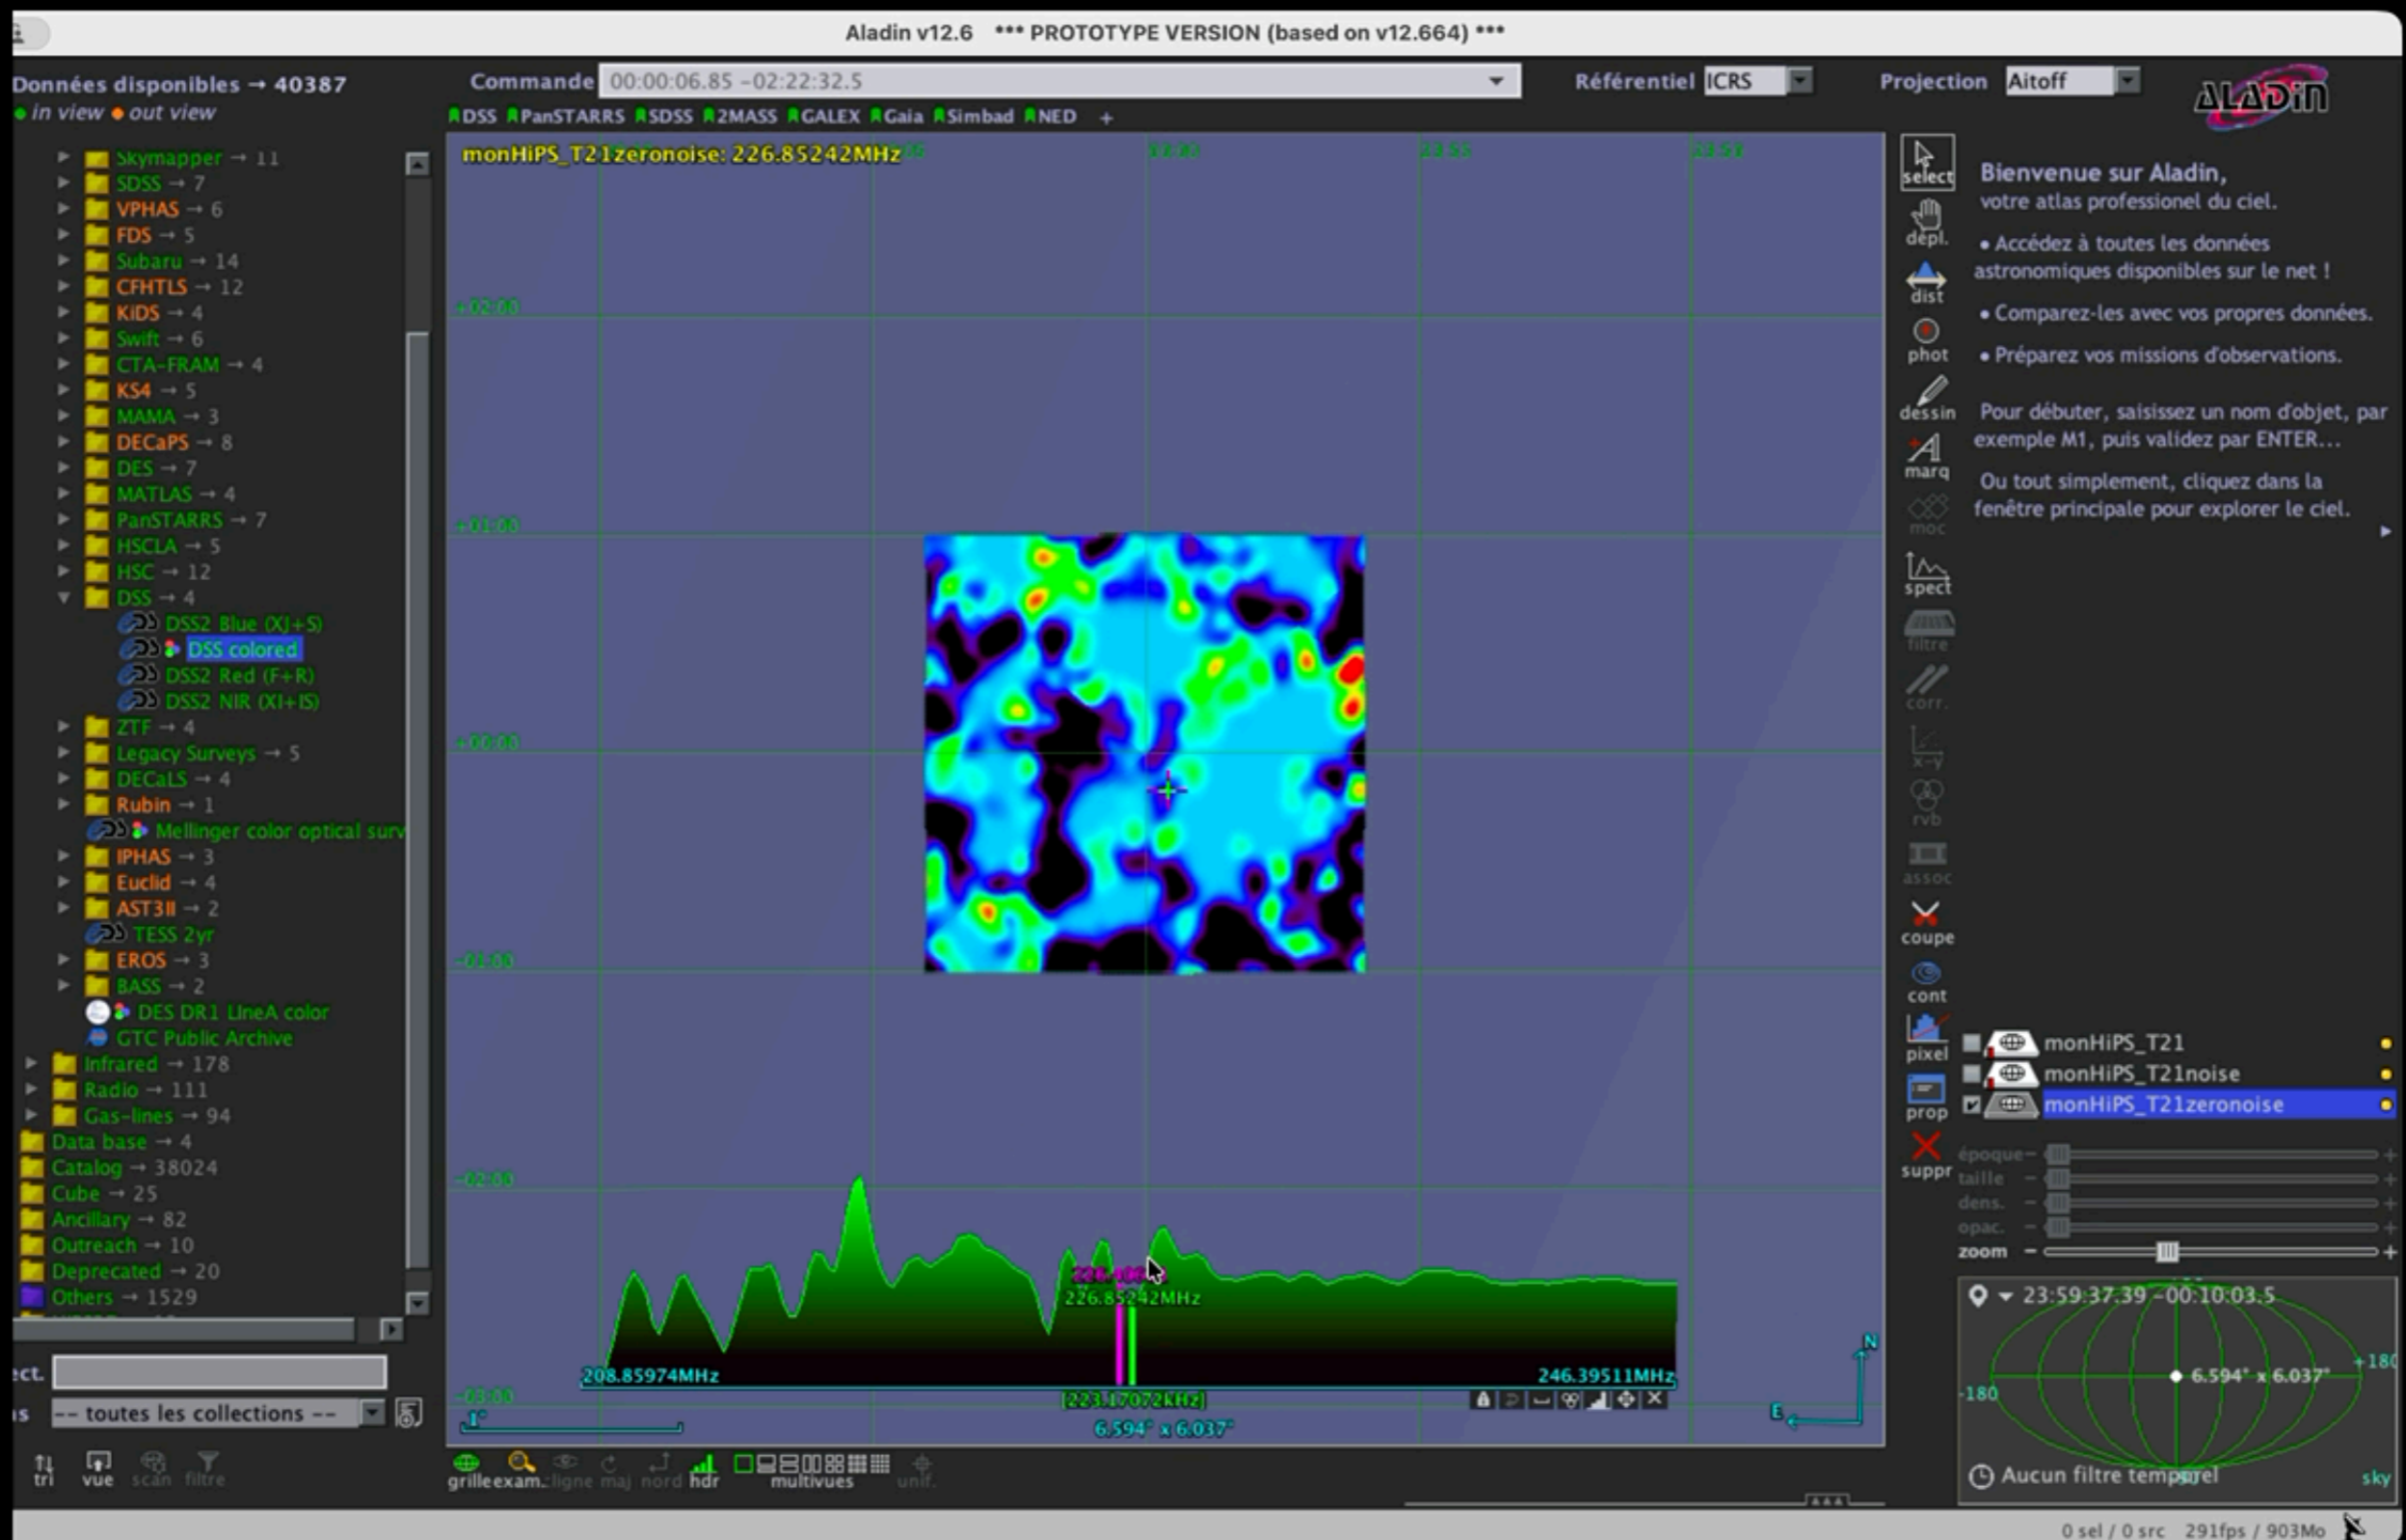 Aladin v12.6 *** PROTOTYPE VERSION (based on v12.664) ***
Données disponibles → 40387
in view out view
Commande 00:00:06.85 -02:22:32.5
Référentiel ICRS
Projection Aitoff
ALADIN
DSS PanSTARRS SDSS 2MASS GALEX Gaia Simbad NED +
Skymapper → 11
SDSS → 7
VPHAS → 6
FDS → 5
Subaru → 14
CFHTLS → 12
KiDS → 4
Swift → 6
CTA-FRAM → 4
KS4 → 5
MAMA → 3
DECaPS → 8
DES → 7
MATLAS → 4
PanSTARRS → 7
HSCLA → 5
HSC → 12
DSS → 4
DSS2 Blue (XJ+S)
DSS colored
DSS2 Red (F+R)
DSS2 NIR (XI+IS)
ZTF → 4
Legacy Surveys → 5
DECaLS → 4
Rubin → 1
Mellinger color optical surv
IPHAS → 3
Euclid → 4
AST3II → 2
TESS 2yr
EROS → 3
BASS → 2
DES DR1 LIneA color
GTC Public Archive
Infrared → 178
Radio → 111
Gas-lines → 94
Data base → 4
Catalog → 38024
Cube → 25
Ancillary → 82
Outreach → 10
Deprecated → 20
Others → 1529
ect.
-- toutes les collections --
tri vue scan filtre
monHiPS_T21zeronoise: 226.85242MHz
00:00 23:55
+02:00
+01:00
+00:00
-01:00
-02:00
-03:00
226.85242MHz
208.85974MHz
246.39511MHz
[223.17072kHz]
1°
6.594° x 6.037°
N
E
grille exam. ligne maj nord hdr multivues unif.
select
dépl.
dist
phot
dessin
marq
moc
spect
filtre
corr.
x-y
rvb
assoc
coupe
cont
pixel
prop
suppr
Bienvenue sur Aladin,
votre atlas professionel du ciel.
• Accédez à toutes les données
astronomiques disponibles sur le net !
• Comparez-les avec vos propres données.
• Préparez vos missions d'observations.
Pour débuter, saisissez un nom d'objet, par
exemple M1, puis validez par ENTER...
Ou tout simplement, cliquez dans la
fenêtre principale pour explorer le ciel.
monHiPS_T21
monHiPS_T21noise
monHiPS_T21zeronoise
époque - +
taille - +
dens. - +
opac. - +
zoom - +
23:59:37.39 -00:10:03.5
6.594° x 6.037°
+180
-180
Aucun filtre temporel
sky
0 sel / 0 src 291fps / 903Mo